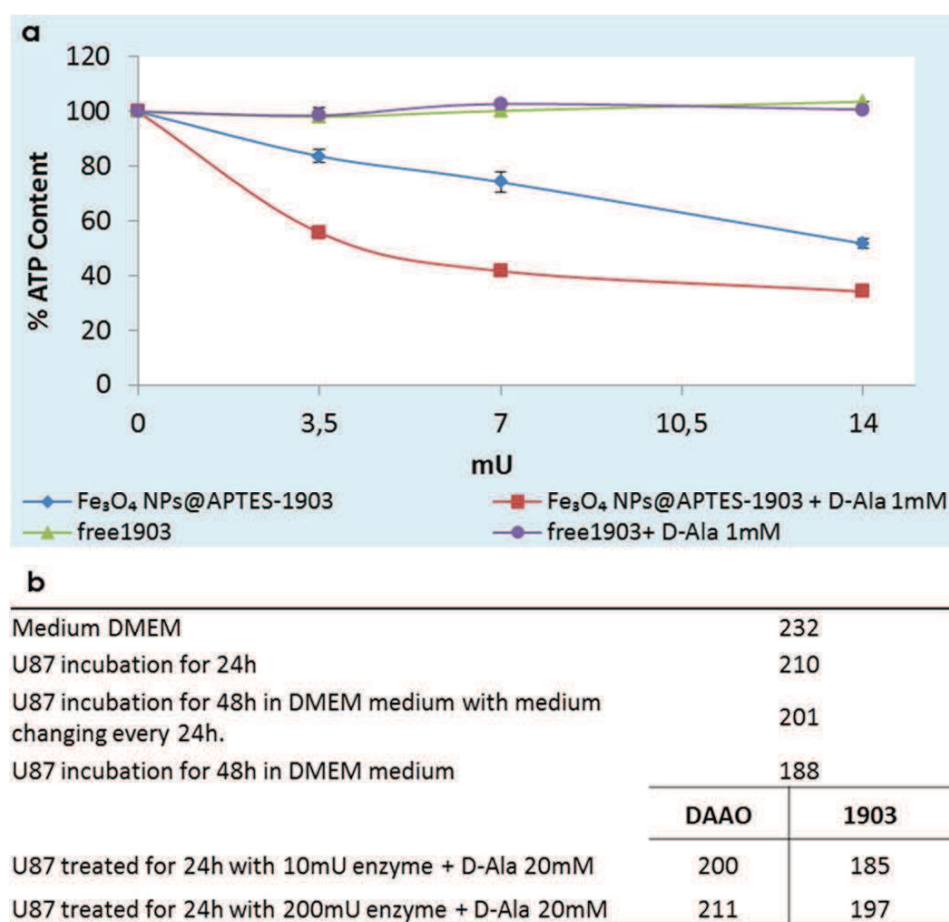 a
120
100
80
60
40
20
0
% ATP Content
0 3,5 7 10,5 14
mU
Fe₃O₄ NPs@APTES-1903 Fe₃O₄ NPs@APTES-1903 + D-Ala 1mM
free1903 free1903+ D-Ala 1mM
b
Medium DMEM 232
U87 incubation for 24h 210
U87 incubation for 48h in DMEM medium with medium
changing every 24h. 201
U87 incubation for 48h in DMEM medium 188
DAAO 1903
U87 treated for 24h with 10mU enzyme + D-Ala 20mM 200 185
U87 treated for 24h with 200mU enzyme + D-Ala 20mM 211 197